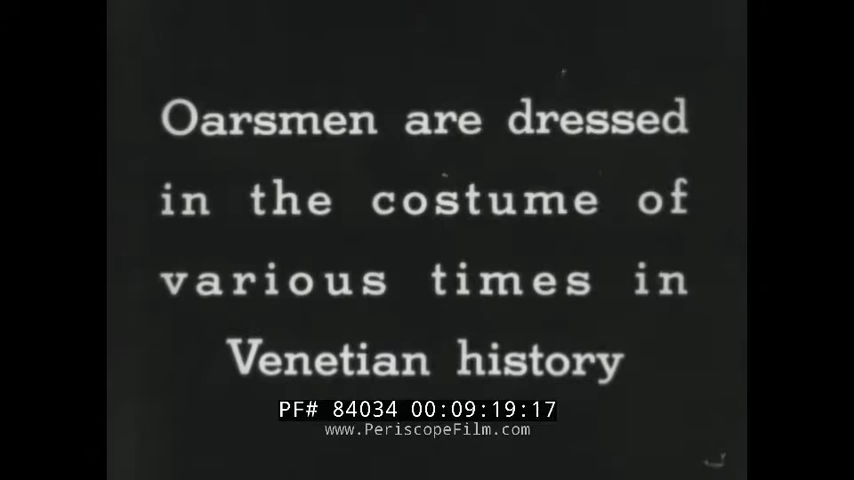 Oarsmen are dressed
in the costume of
various times in
Venetian history
PF# 84034 00:09:19:17
www.PeriscopeFilm.com